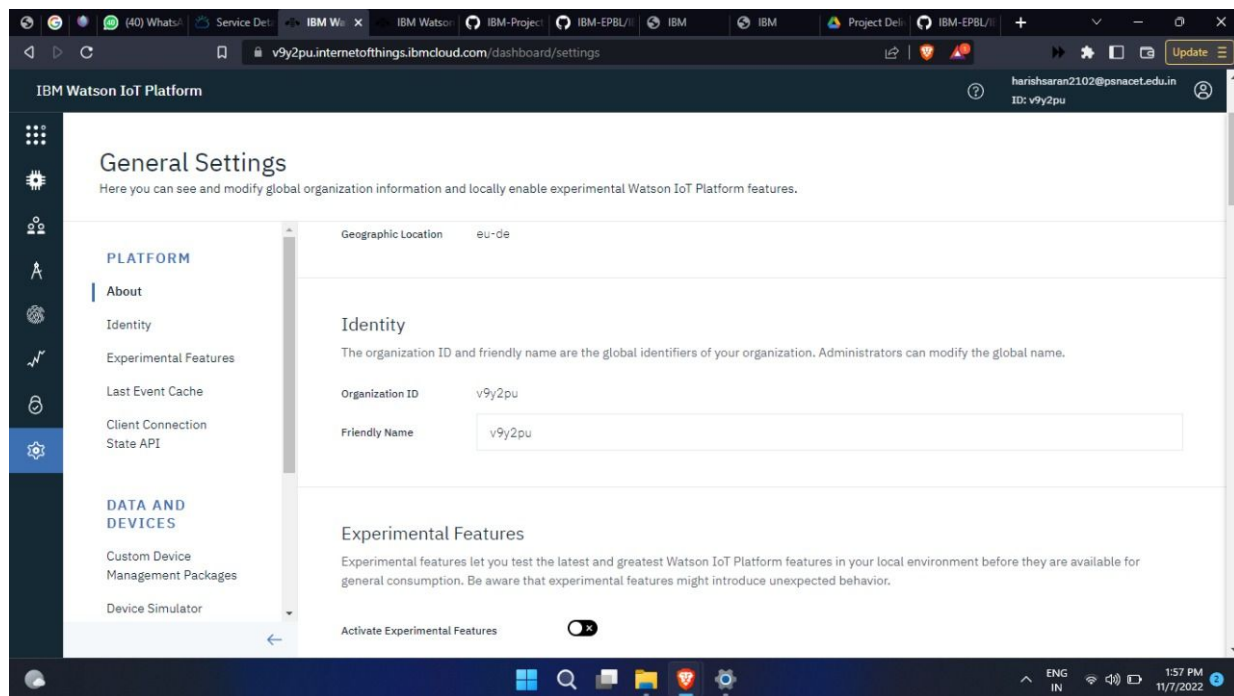 (40) WhatsA
Service Deta
IBM Wa
IBM Watson
IBM-Project
IBM-EPBL/I
IBM
IBM
Project Deli
IBM-EPBL/I
v9y2pu.internetofthings.ibmcloud.com/dashboard/settings
Update
IBM Watson IoT Platform
harishsaran2102@psnacet.edu.in
ID: v9y2pu
General Settings
Here you can see and modify global organization information and locally enable experimental Watson IoT Platform features.
PLATFORM
About
Identity
Experimental Features
Last Event Cache
Client Connection
State API
DATA AND
DEVICES
Custom Device
Management Packages
Device Simulator
Geographic Location eu-de
Identity
The organization ID and friendly name are the global identifiers of your organization. Administrators can modify the global name.
Organization ID v9y2pu
Friendly Name v9y2pu
Experimental Features
Experimental features let you test the latest and greatest Watson IoT Platform features in your local environment before they are available for
general consumption. Be aware that experimental features might introduce unexpected behavior.
Activate Experimental Features
ENG
IN
1:57 PM
11/7/2022
2